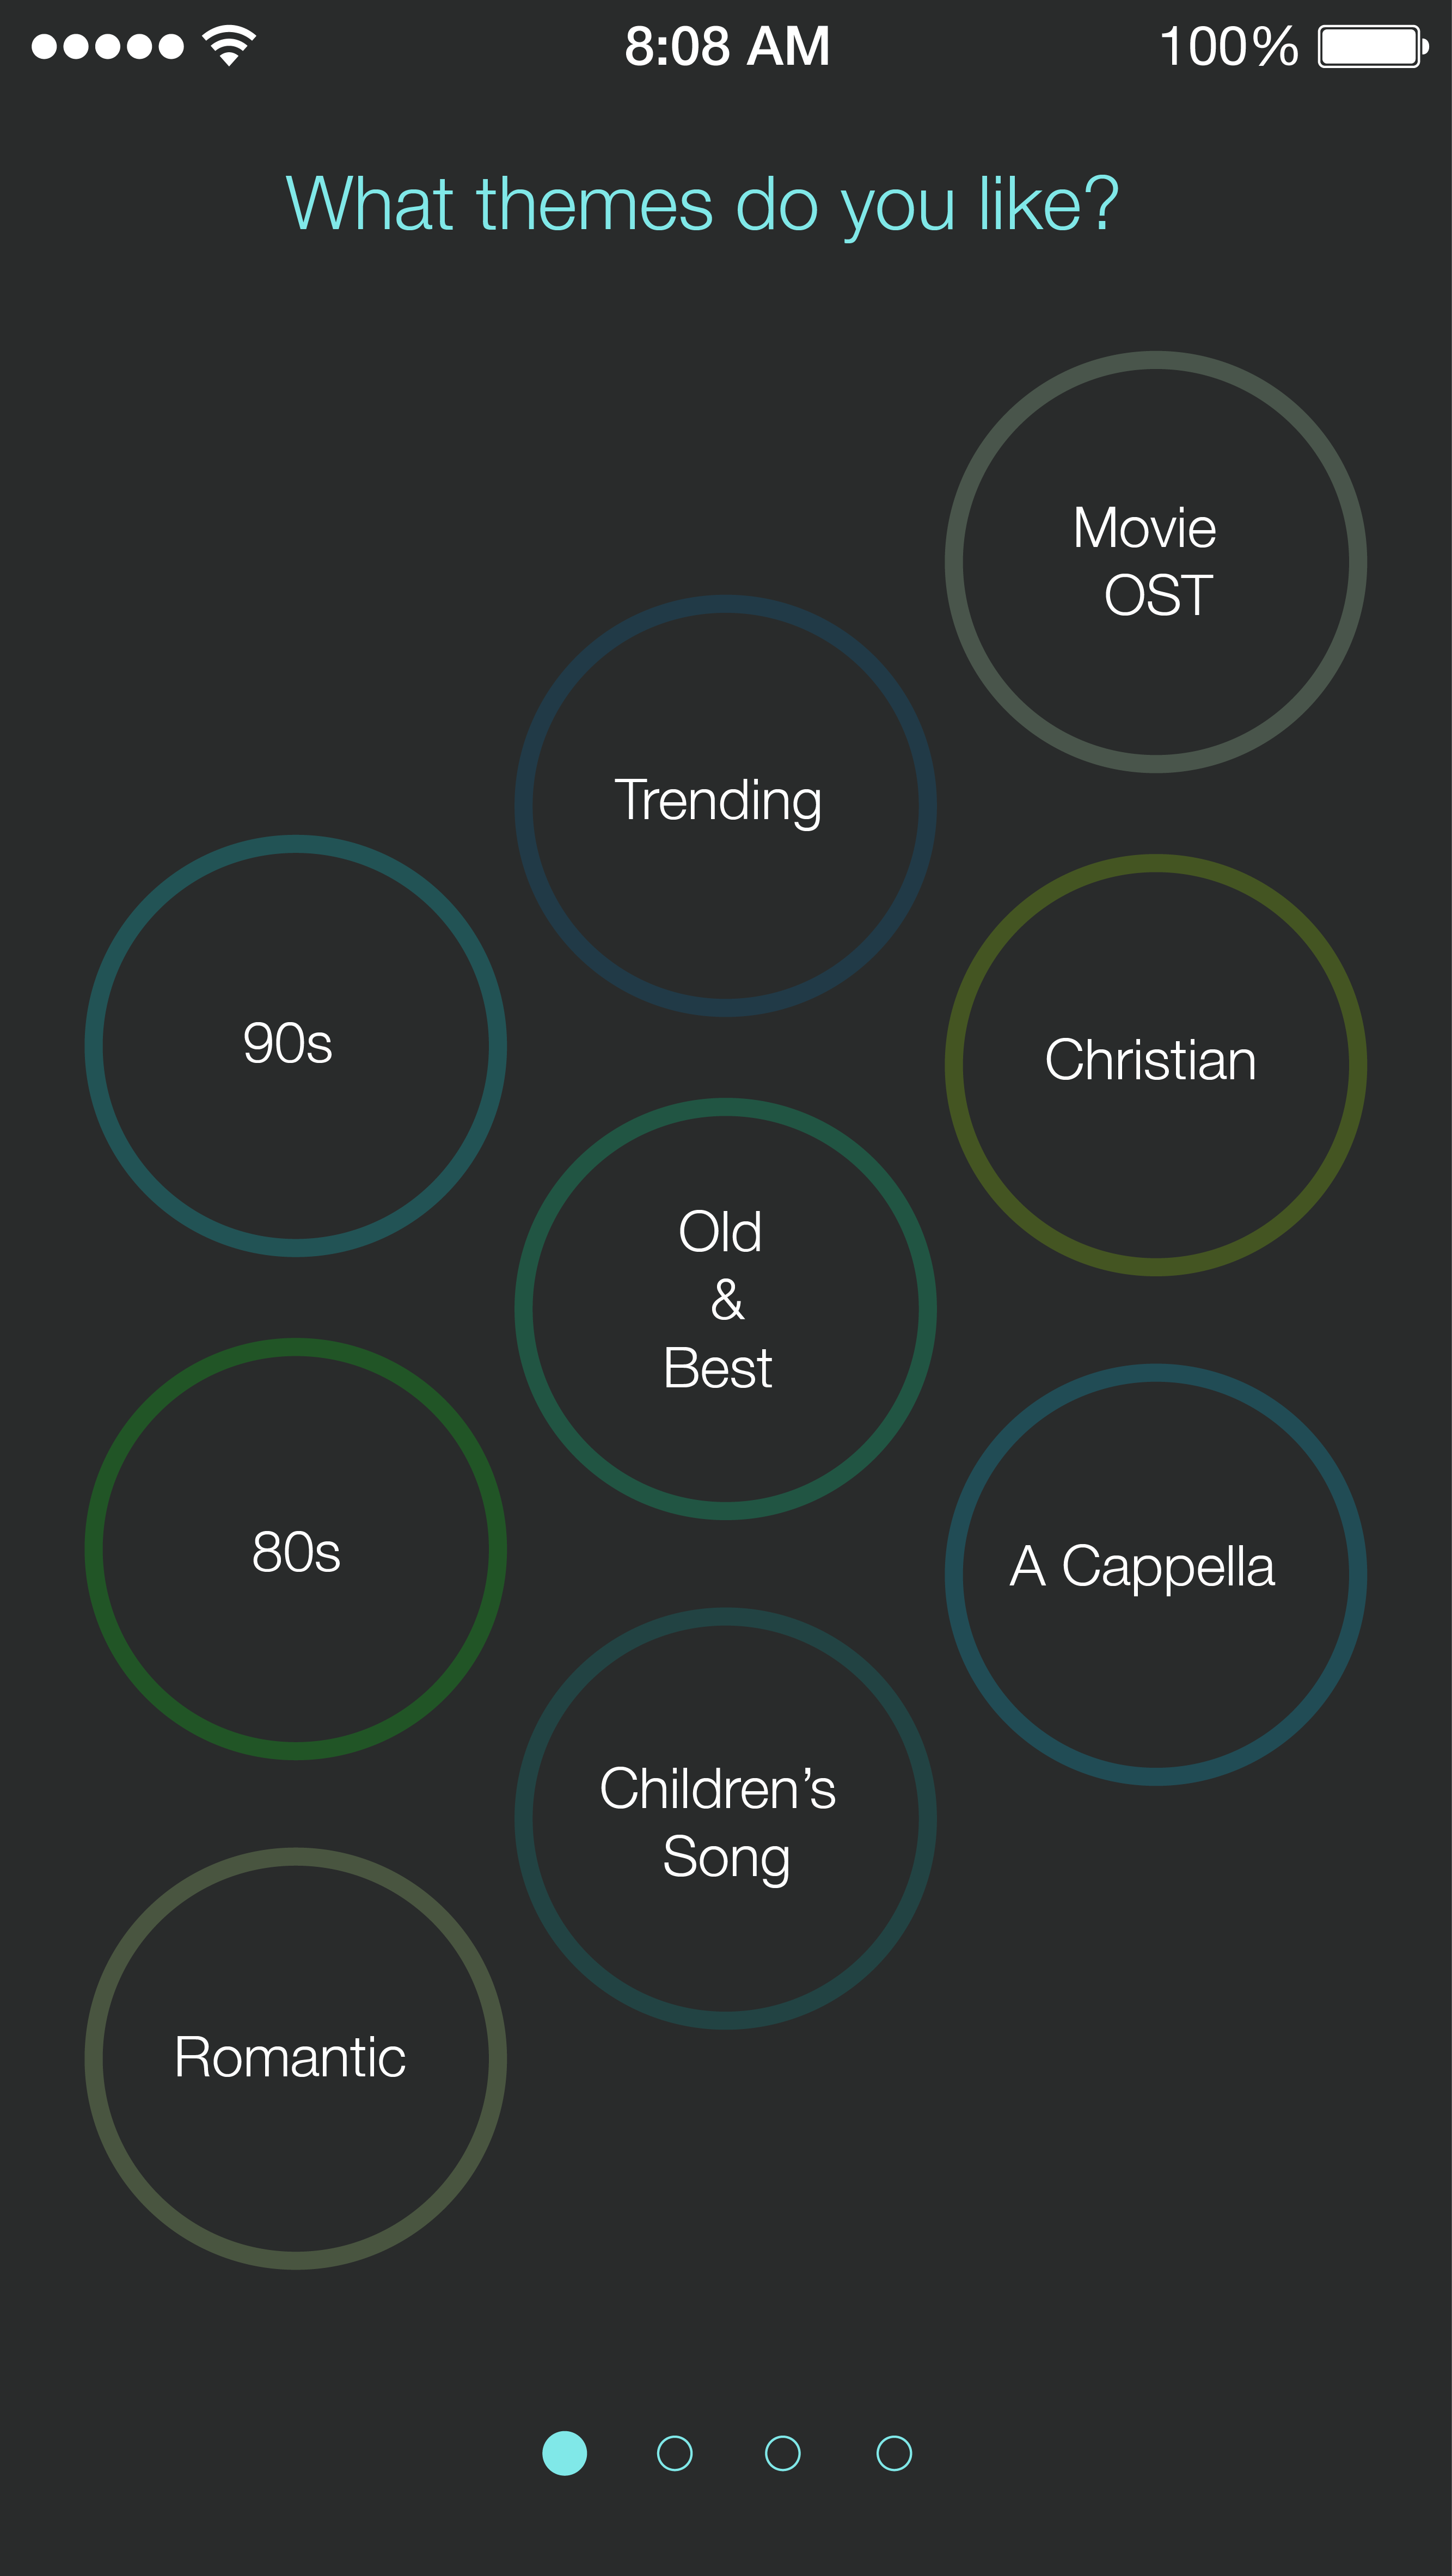 8:08 AM
100%
What themes do you like?
Movie
OST
Trending
90s
Christian
Old
&
Best
80s
A Cappella
Children’s
Song
Romantic